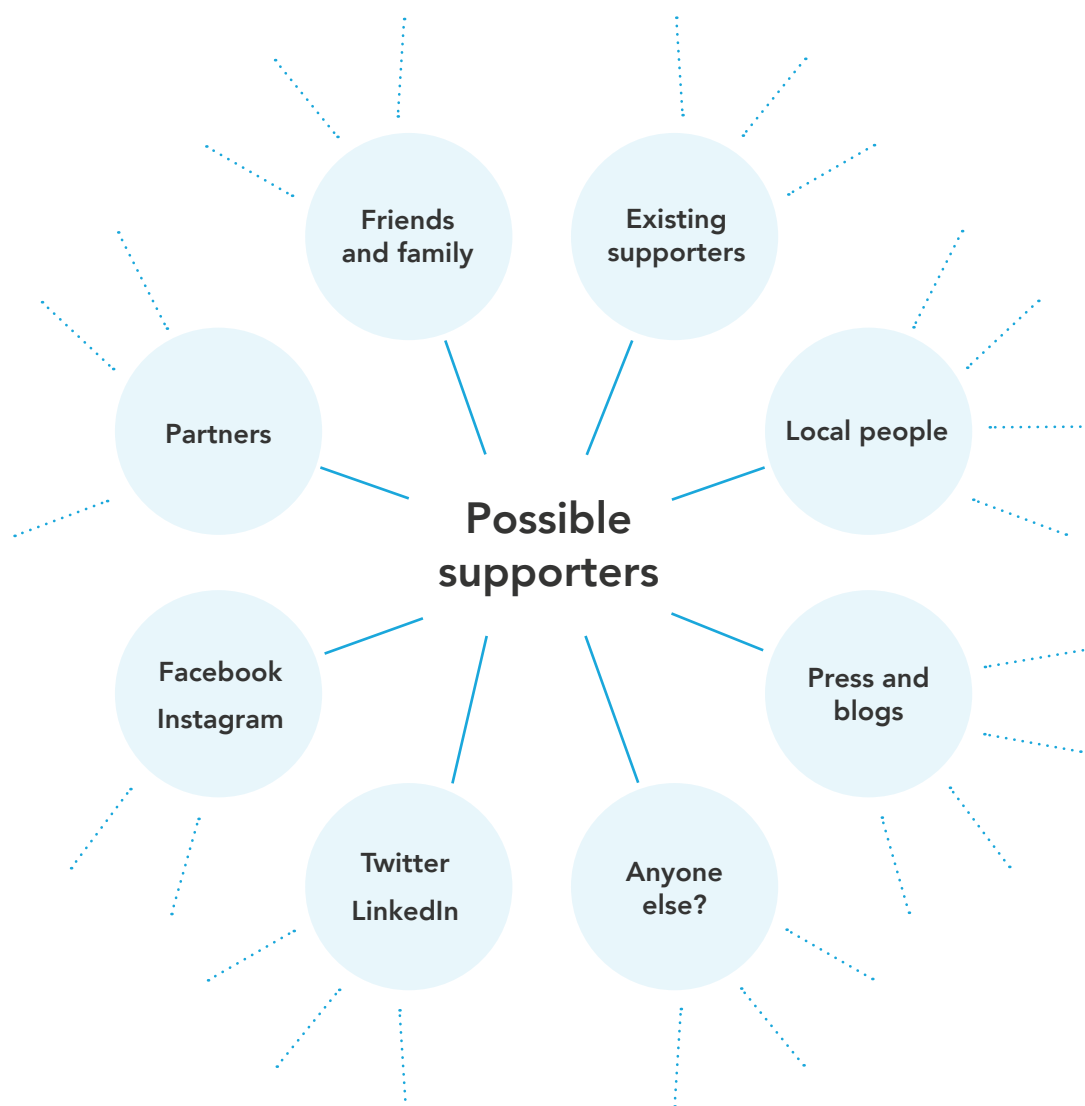 Friends
and family
Existing
supporters
Partners
Local people
Possible
supporters
Facebook
Instagram
Press and
blogs
Twitter
LinkedIn
Anyone
else?